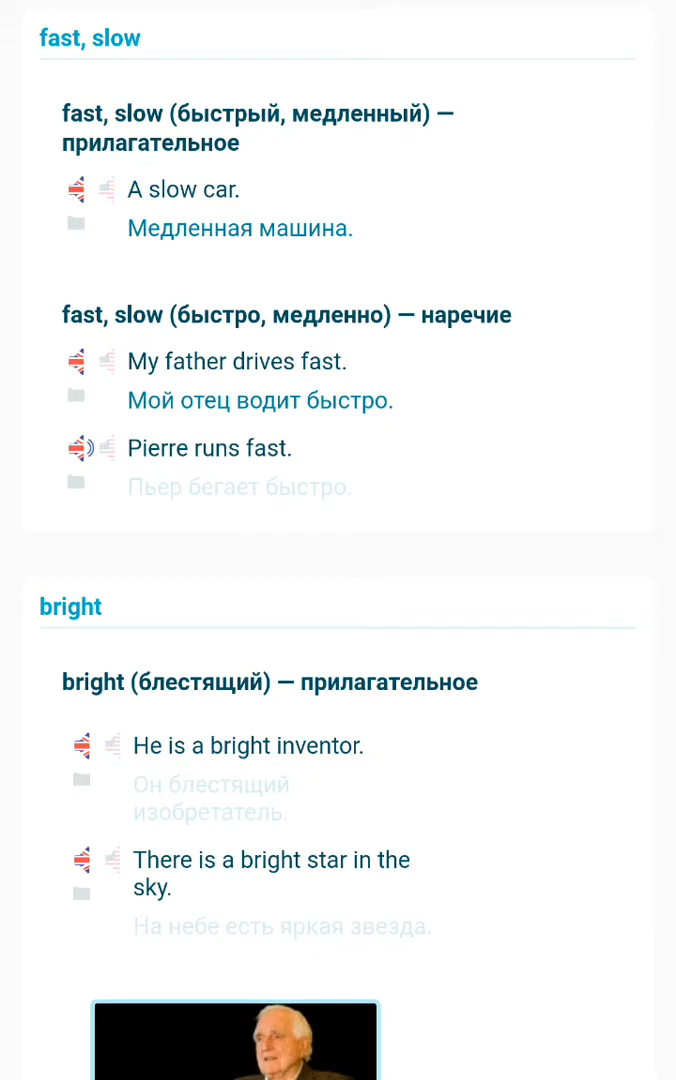 fast, slow
fast, slow (быстрый, медленный) —
прилагательное
A slow car.
Медленная машина.
fast, slow (быстро, медленно) — наречие
My father drives fast.
Мой отец водит быстро.
Pierre runs fast.
Пьер бегает быстро.
bright
bright (блестящий) — прилагательное
He is a bright inventor.
Он блестящий
изобретатель.
There is a bright star in the
sky.
На небе есть яркая звезда.